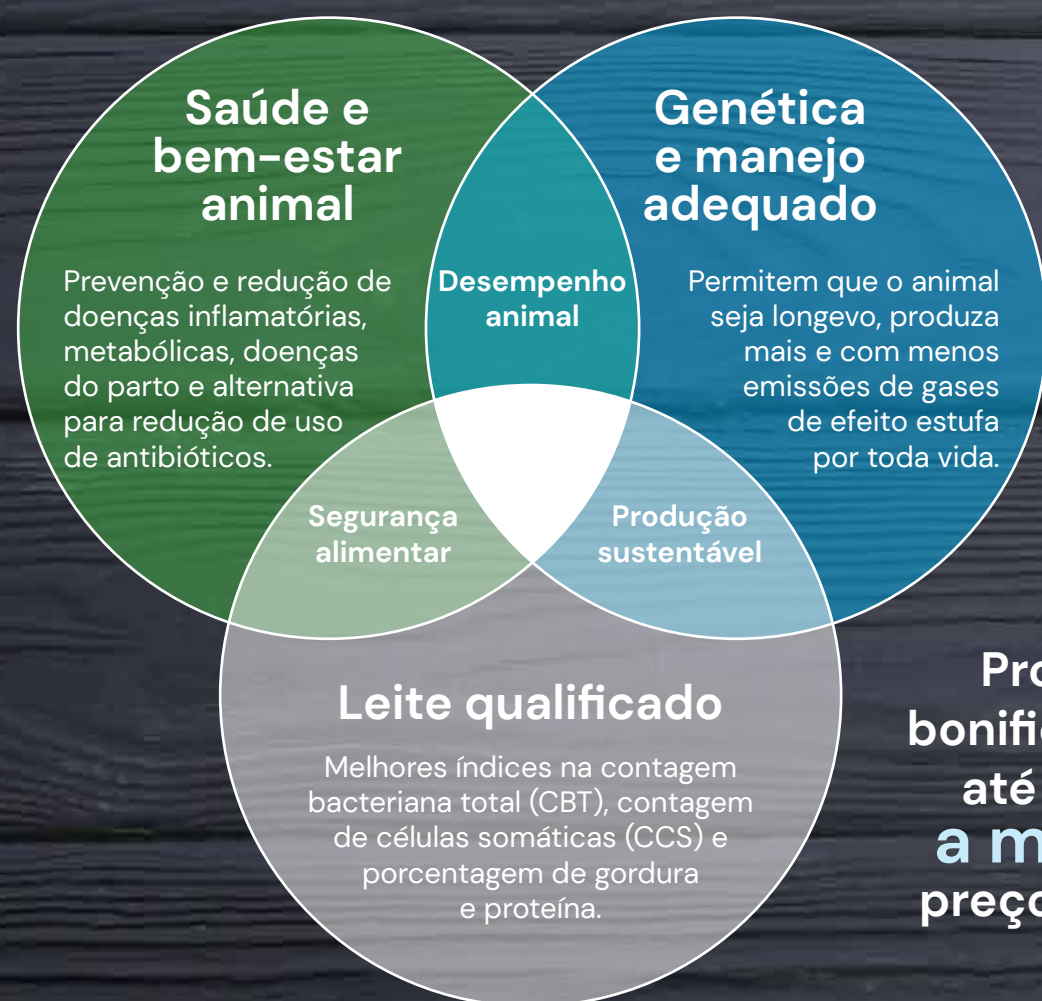 Saúde e
bem-estar
animal
Prevenção e redução de
doenças inflamatórias,
metabólicas, doenças
do parto e alternativa
para redução de uso
de antibióticos.
Desempenho
animal
Genética
e manejo
adequado
Permitem que o animal
seja longevo, produza
mais e com menos
emissões de gases
de efeito estufa
por toda vida.
Segurança
alimentar
Produção
sustentável
Leite qualificado
Melhores índices na contagem
bacteriana total (CBT), contagem
de células somáticas (CCS) e
porcentagem de gordura
e proteína.
até
a